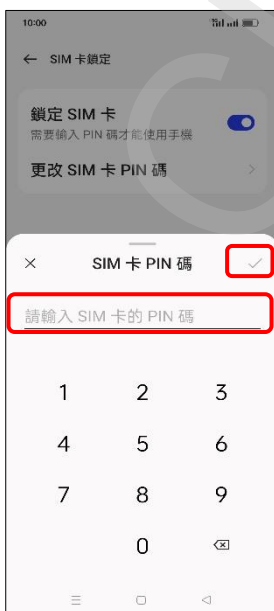 10:00
← SIM 卡鎖定
鎖定 SIM 卡
需要輸入 PIN 碼才能使用手機
更改 SIM 卡 PIN 碼
SIM 卡 PIN 碼
請輸入 SIM 卡的 PIN 碼
1 2 3
4 5 6
7 8 9
0